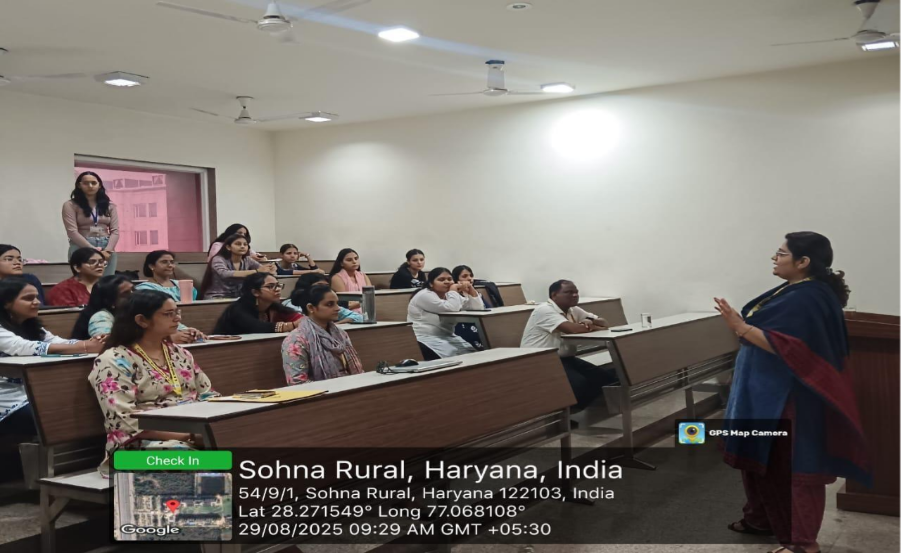 GPS Map Camera
Check In
Sohna Rural, Haryana, India
54/9/1, Sohna Rural, Haryana 122103, India
Lat 28.271549° Long 77.068108°
29/08/2025 09:29 AM GMT +05:30
Google